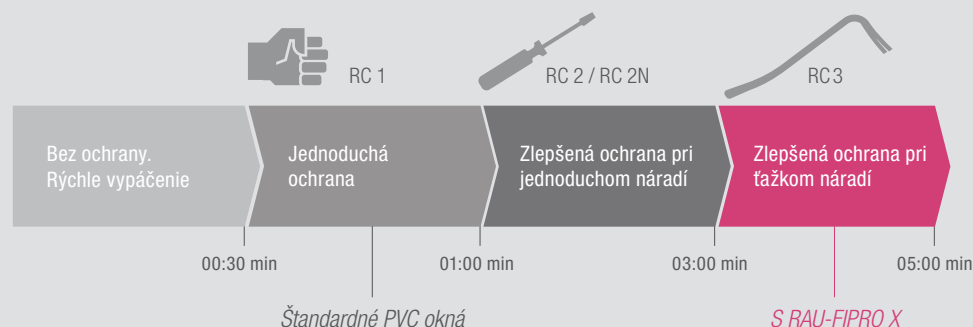 RC 1
RC 2 / RC 2N
RC 3
Bez ochrany.
Rýchle vypáčenie
Jednoduchá
ochrana
Zlepšená ochrana pri
jednoduchom náradí
Zlepšená ochrana pri
ťažkom náradí
00:30 min
01:00 min
03:00 min
05:00 min
Štandardné PVC okná
S RAU-FIPRO X